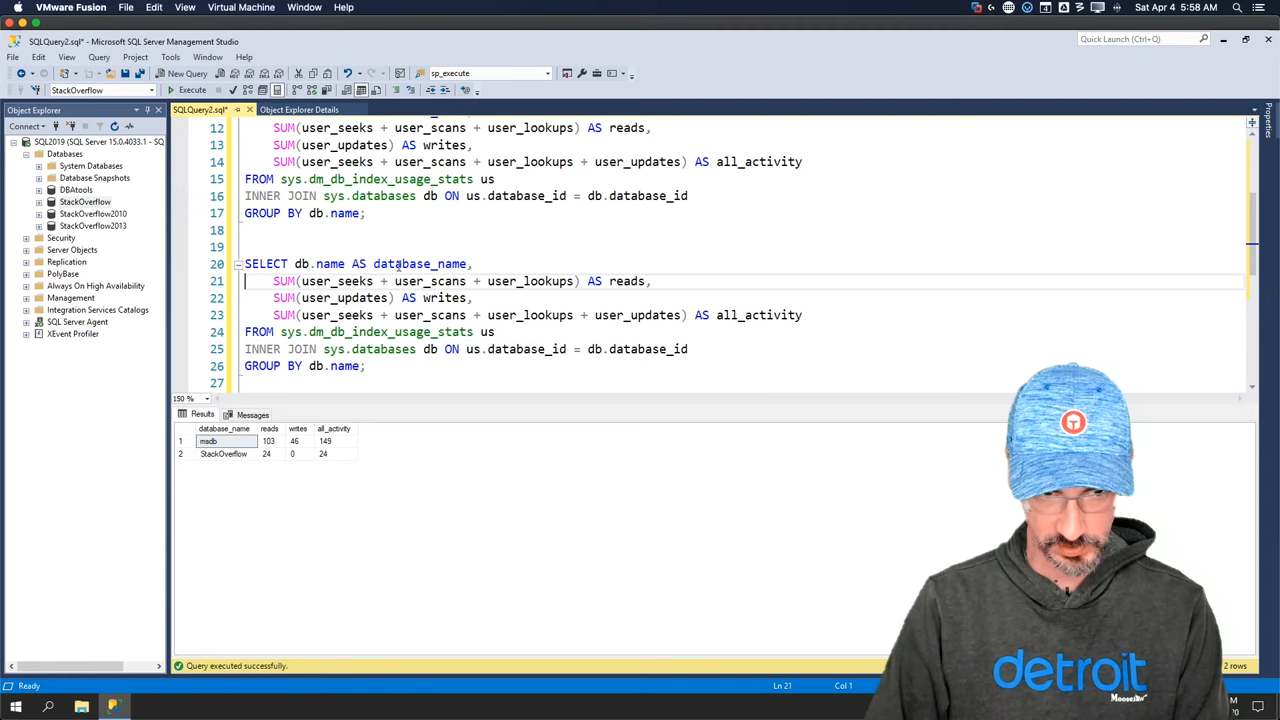 VMware Fusion File Edit View Virtual Machine Window Help
4
Sat Apr 4 5:58 AM
SQLQuery2.sql* - Microsoft SQL Server Management Studio
Quick Launch (Ctrl+Q)
File Edit View Query Project Tools Window Help
New Query
sp_execute
StackOverflow
Execute
Object Explorer
SQLQuery2.sql*
Object Explorer Details
Properties
Connect
SQL2019 (SQL Server 15.0.4033.1 - SQ
Databases
System Databases
Database Snapshots
DBAtools
StackOverflow
StackOverflow2010
StackOverflow2013
Security
Server Objects
Replication
PolyBase
Always On High Availability
Management
Integration Services Catalogs
SQL Server Agent
XEvent Profiler
12 SUM(user_seeks + user_scans + user_lookups) AS reads,
13 SUM(user_updates) AS writes,
14 SUM(user_seeks + user_scans + user_lookups + user_updates) AS all_activity
15 FROM sys.dm_db_index_usage_stats us
16 INNER JOIN sys.databases db ON us.database_id = db.database_id
17 GROUP BY db.name;
18
19
20 SELECT db.name AS database_name,
21 SUM(user_seeks + user_scans + user_lookups) AS reads,
22 SUM(user_updates) AS writes,
23 SUM(user_seeks + user_scans + user_lookups + user_updates) AS all_activity
24 FROM sys.dm_db_index_usage_stats us
25 INNER JOIN sys.databases db ON us.database_id = db.database_id
26 GROUP BY db.name;
27
150 %
Results Messages
database_name reads writes all_activity
1 msdb 103 46 149
2 StackOverflow 24 0 24
Query executed successfully.
2 rows
Ready
Ln 21
Col 1
detroit
Moosejaw